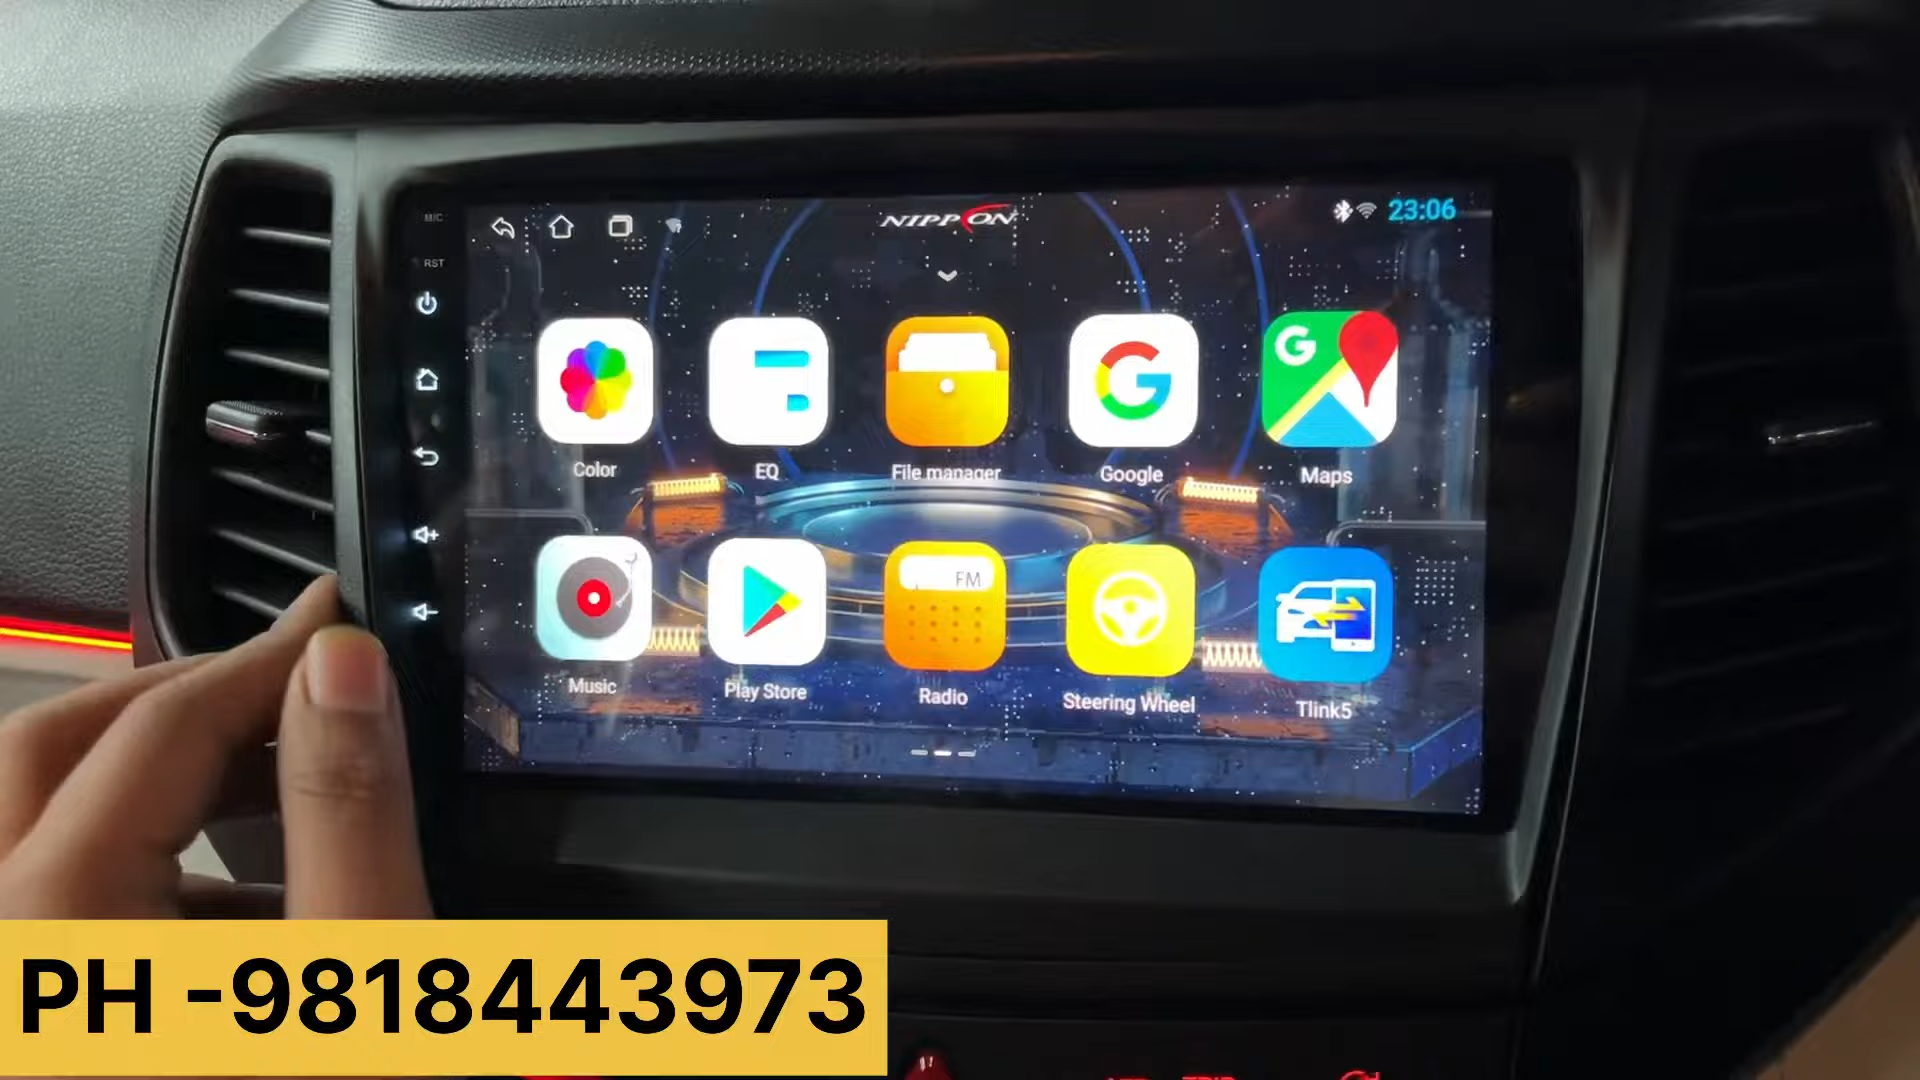 MIC
NIPPON
23:06
RST
G
G
Color
EQ
File manager
Google
Maps
FM
Music
Play Store
Radio
Steering Wheel
Tlink5
PH -9818443973